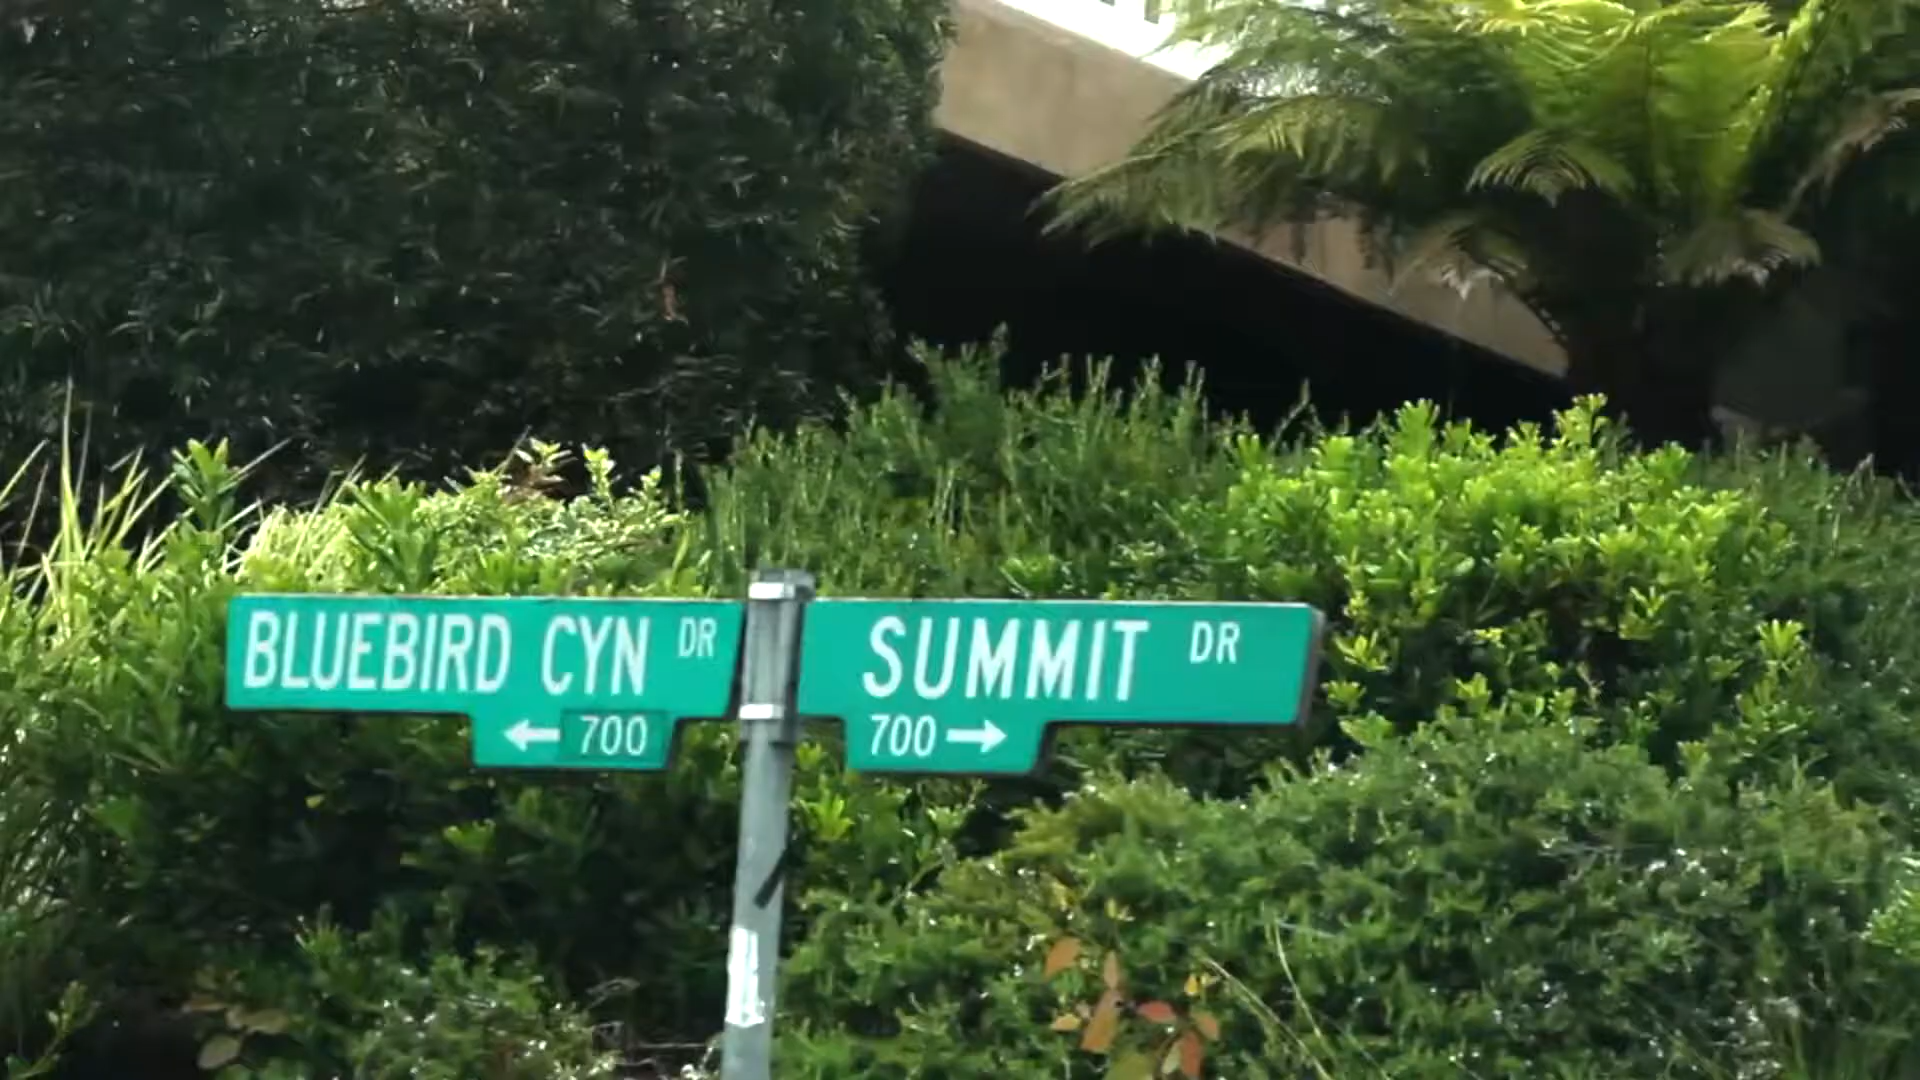 BLUEBIRD CYN DR
← 700
SUMMIT DR
700 →